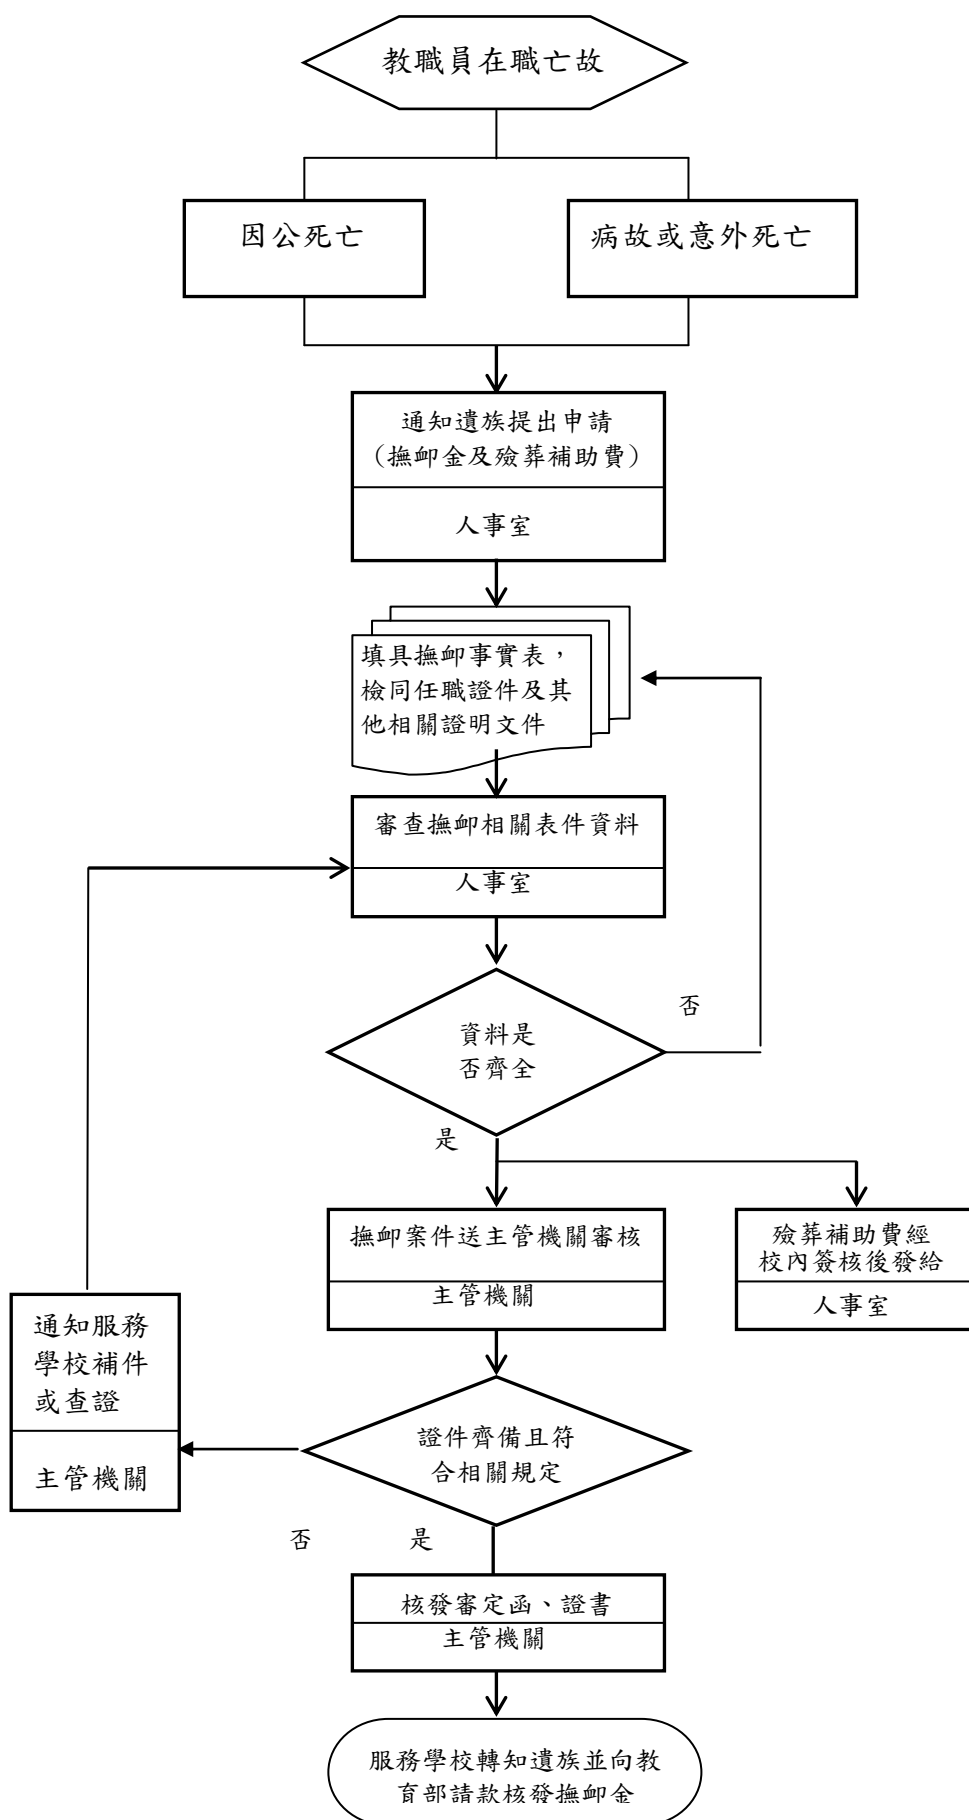 教職員在職亡故
因公死亡
病故或意外死亡
通知遺族提出申請
（撫卹金及殮葬補助費）
人事室
填具撫卹事實表，
檢同任職證件及其
他相關證明文件
審查撫卹相關表件資料
人事室
資料是
否齊全
否
是
撫卹案件送主管機關審核
主管機關
殮葬補助費經
校內簽核後發給
人事室
通知服務
學校補件
或查證
主管機關
證件齊備且符
合相關規定
否
是
核發審定函、證書
主管機關
服務學校轉知遺族並向教
育部請款核發撫卹金